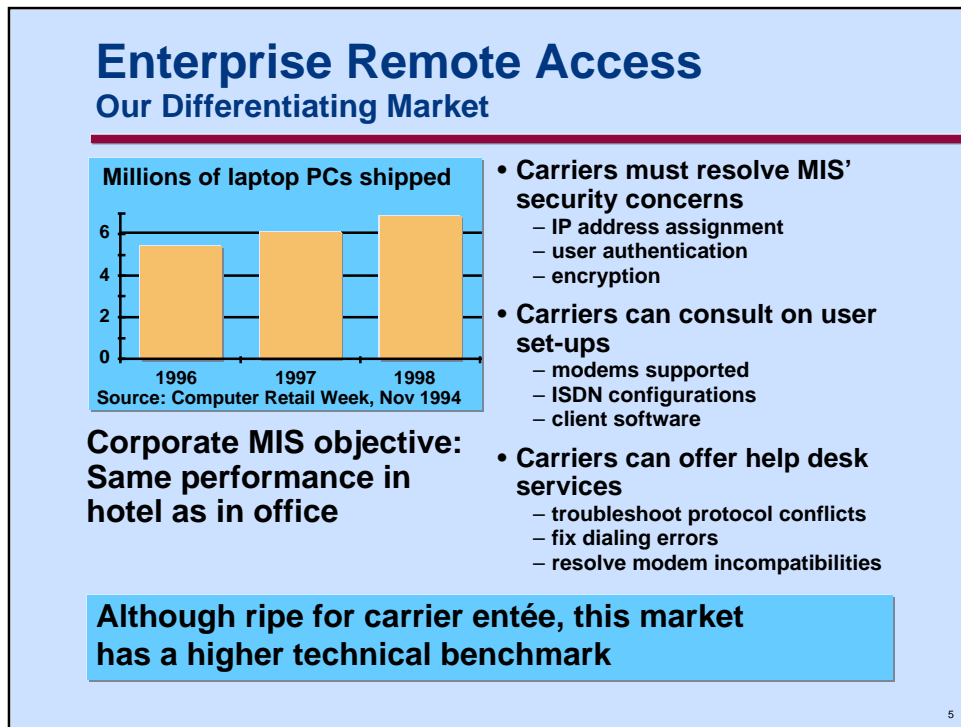 Enterprise Remote Access
Our Differentiating Market
Millions of laptop PCs shipped
6
4
2
0
1996 1997 1998
Source: Computer Retail Week, Nov 1994
Corporate MIS objective:
Same performance in
hotel as in office
• Carriers must resolve MIS’
security concerns
– IP address assignment
– user authentication
– encryption
• Carriers can consult on user
set-ups
– modems supported
– ISDN configurations
– client software
• Carriers can offer help desk
services
– troubleshoot protocol conflicts
– fix dialing errors
– resolve modem incompatibilities
Although ripe for carrier entée, this market
has a higher technical benchmark
5